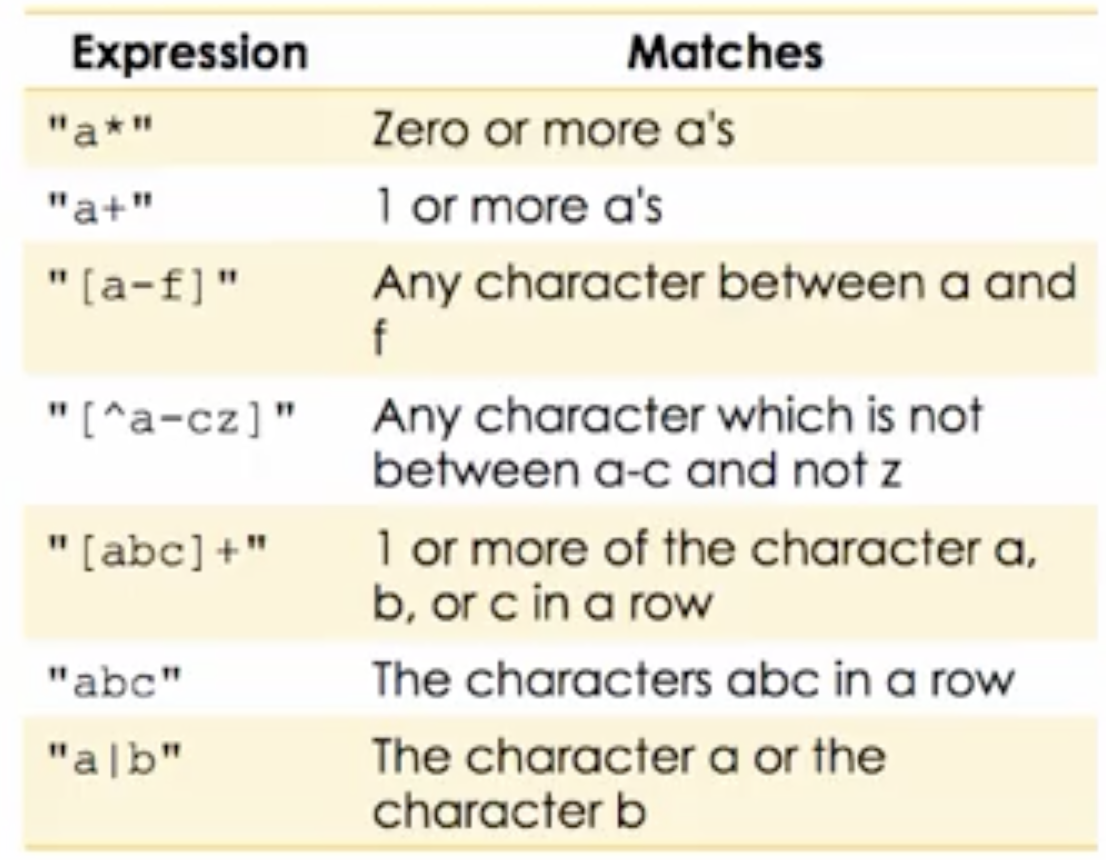 Expression Matches
"a*" Zero or more a's
"a+" 1 or more a's
"[a-f]" Any character between a and
f
"[^a-cz]" Any character which is not
between a-c and not z
"[abc]+" 1 or more of the character a,
b, or c in a row
"abc" The characters abc in a row
"a|b" The character a or the
character b